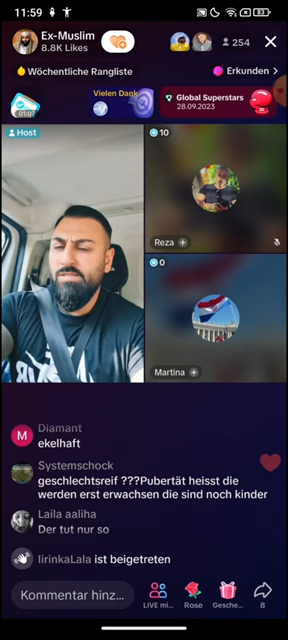 11:59
83
Ex-Muslim
8.8K Likes
254
Wöchentliche Rangliste
Erkunden >
01:07
Vielen Dank
Global Superstars
28.09.2023
Host
10
Reza
0
Martina
M
Diamant
ekelhaft
Systemschock
geschlechtsreif ???Pubertät heisst die
werden erst erwachsen die sind noch kinder
Laila aaliha
Der tut nur so
lirinkaLala ist beigetreten
Kommentar hinz...
LIVE mi...
Rose
Gesche...
8